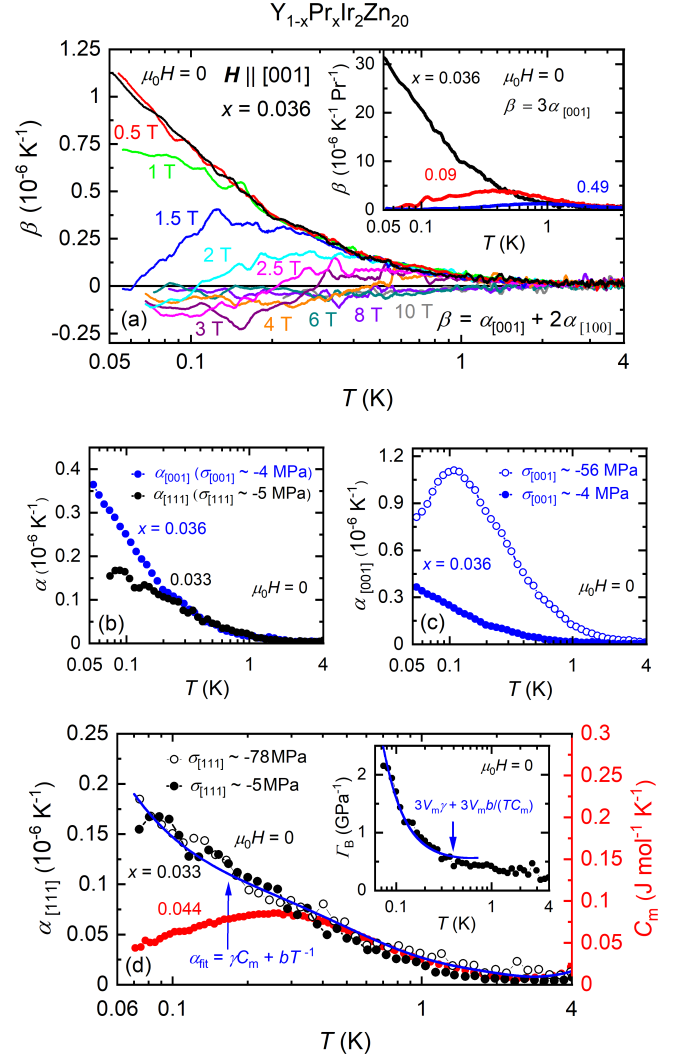 Y₁₋ₓPrₓIr₂Zn₂₀
1.25
1
0.75
0.5
0.25
0
-0.25
β (10⁻⁶ K⁻¹)
μ₀H = 0
H || [001]
x = 0.036
0.5 T
1 T
1.5 T
2 T
2.5 T
3 T
4 T
6 T
8 T
10 T
(a)
β = α[001] + 2α[100]
0.05
0.1
1
4
T (K)
30
20
10
0
β (10⁻⁶ K⁻¹ Pr⁻¹)
x = 0.036
μ₀H = 0
β = 3α[001]
0.09
0.49
0.05
0.1
1
4
T (K)
0.4
0.3
0.2
0.1
0
α (10⁻⁶ K⁻¹)
α[001] (σ[001] ~ -4 MPa)
α[111] (σ[111] ~ -5 MPa)
x = 0.036
0.033
μ₀H = 0
(b)
0.05
0.1
1
4
T (K)
1.2
0.9
0.6
0.3
0
α[001] (10⁻⁶ K⁻¹)
σ[001] ~ -56 MPa
σ[001] ~ -4 MPa
x = 0.036
μ₀H = 0
(c)
0.05
0.1
1
4
T (K)
0.25
0.2
0.15
0.1
0.05
0
α[111] (10⁻⁶ K⁻¹)
σ[111] ~ -78 MPa
σ[111] ~ -5 MPa
μ₀H = 0
x = 0.033
0.044
αfit = γCm + bT⁻¹
(d)
0.06
0.1
1
4
T (K)
0.3
0.25
0.2
0.15
0.1
0.05
0
Cm (J mol⁻¹ K⁻¹)
2
1
0
ΓB (GPa⁻¹)
μ₀H = 0
3Vmγ + 3Vmb/(TCm)
0.1
1
T (K)